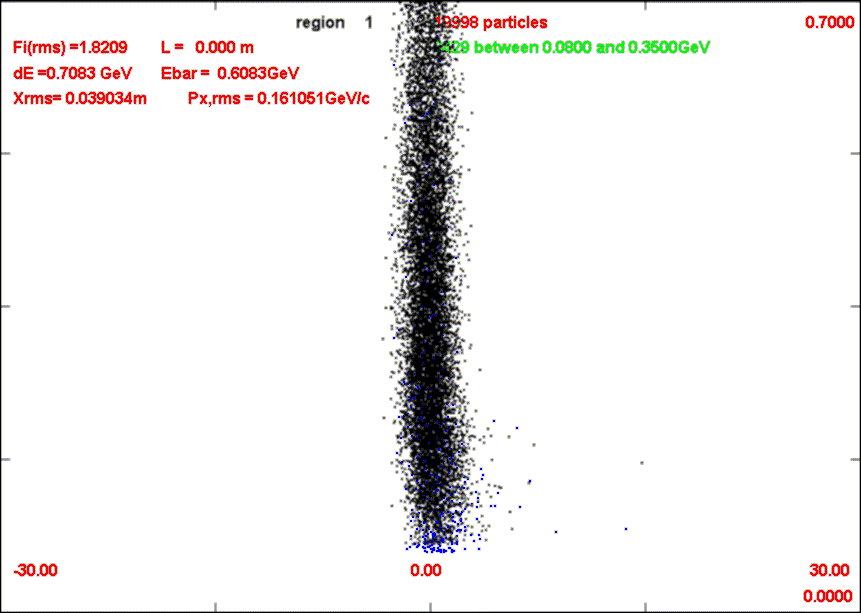 region 1 particles 0.7000
Fi(rms) =1.8209 L = 0.000 m between 0.0800 and 0.3500GeV
dE =0.7083 GeV Ebar = 0.6083GeV
Xrms= 0.039034m Px,rms = 0.161051GeV/c
-30.00 0.00 30.00
0.0000